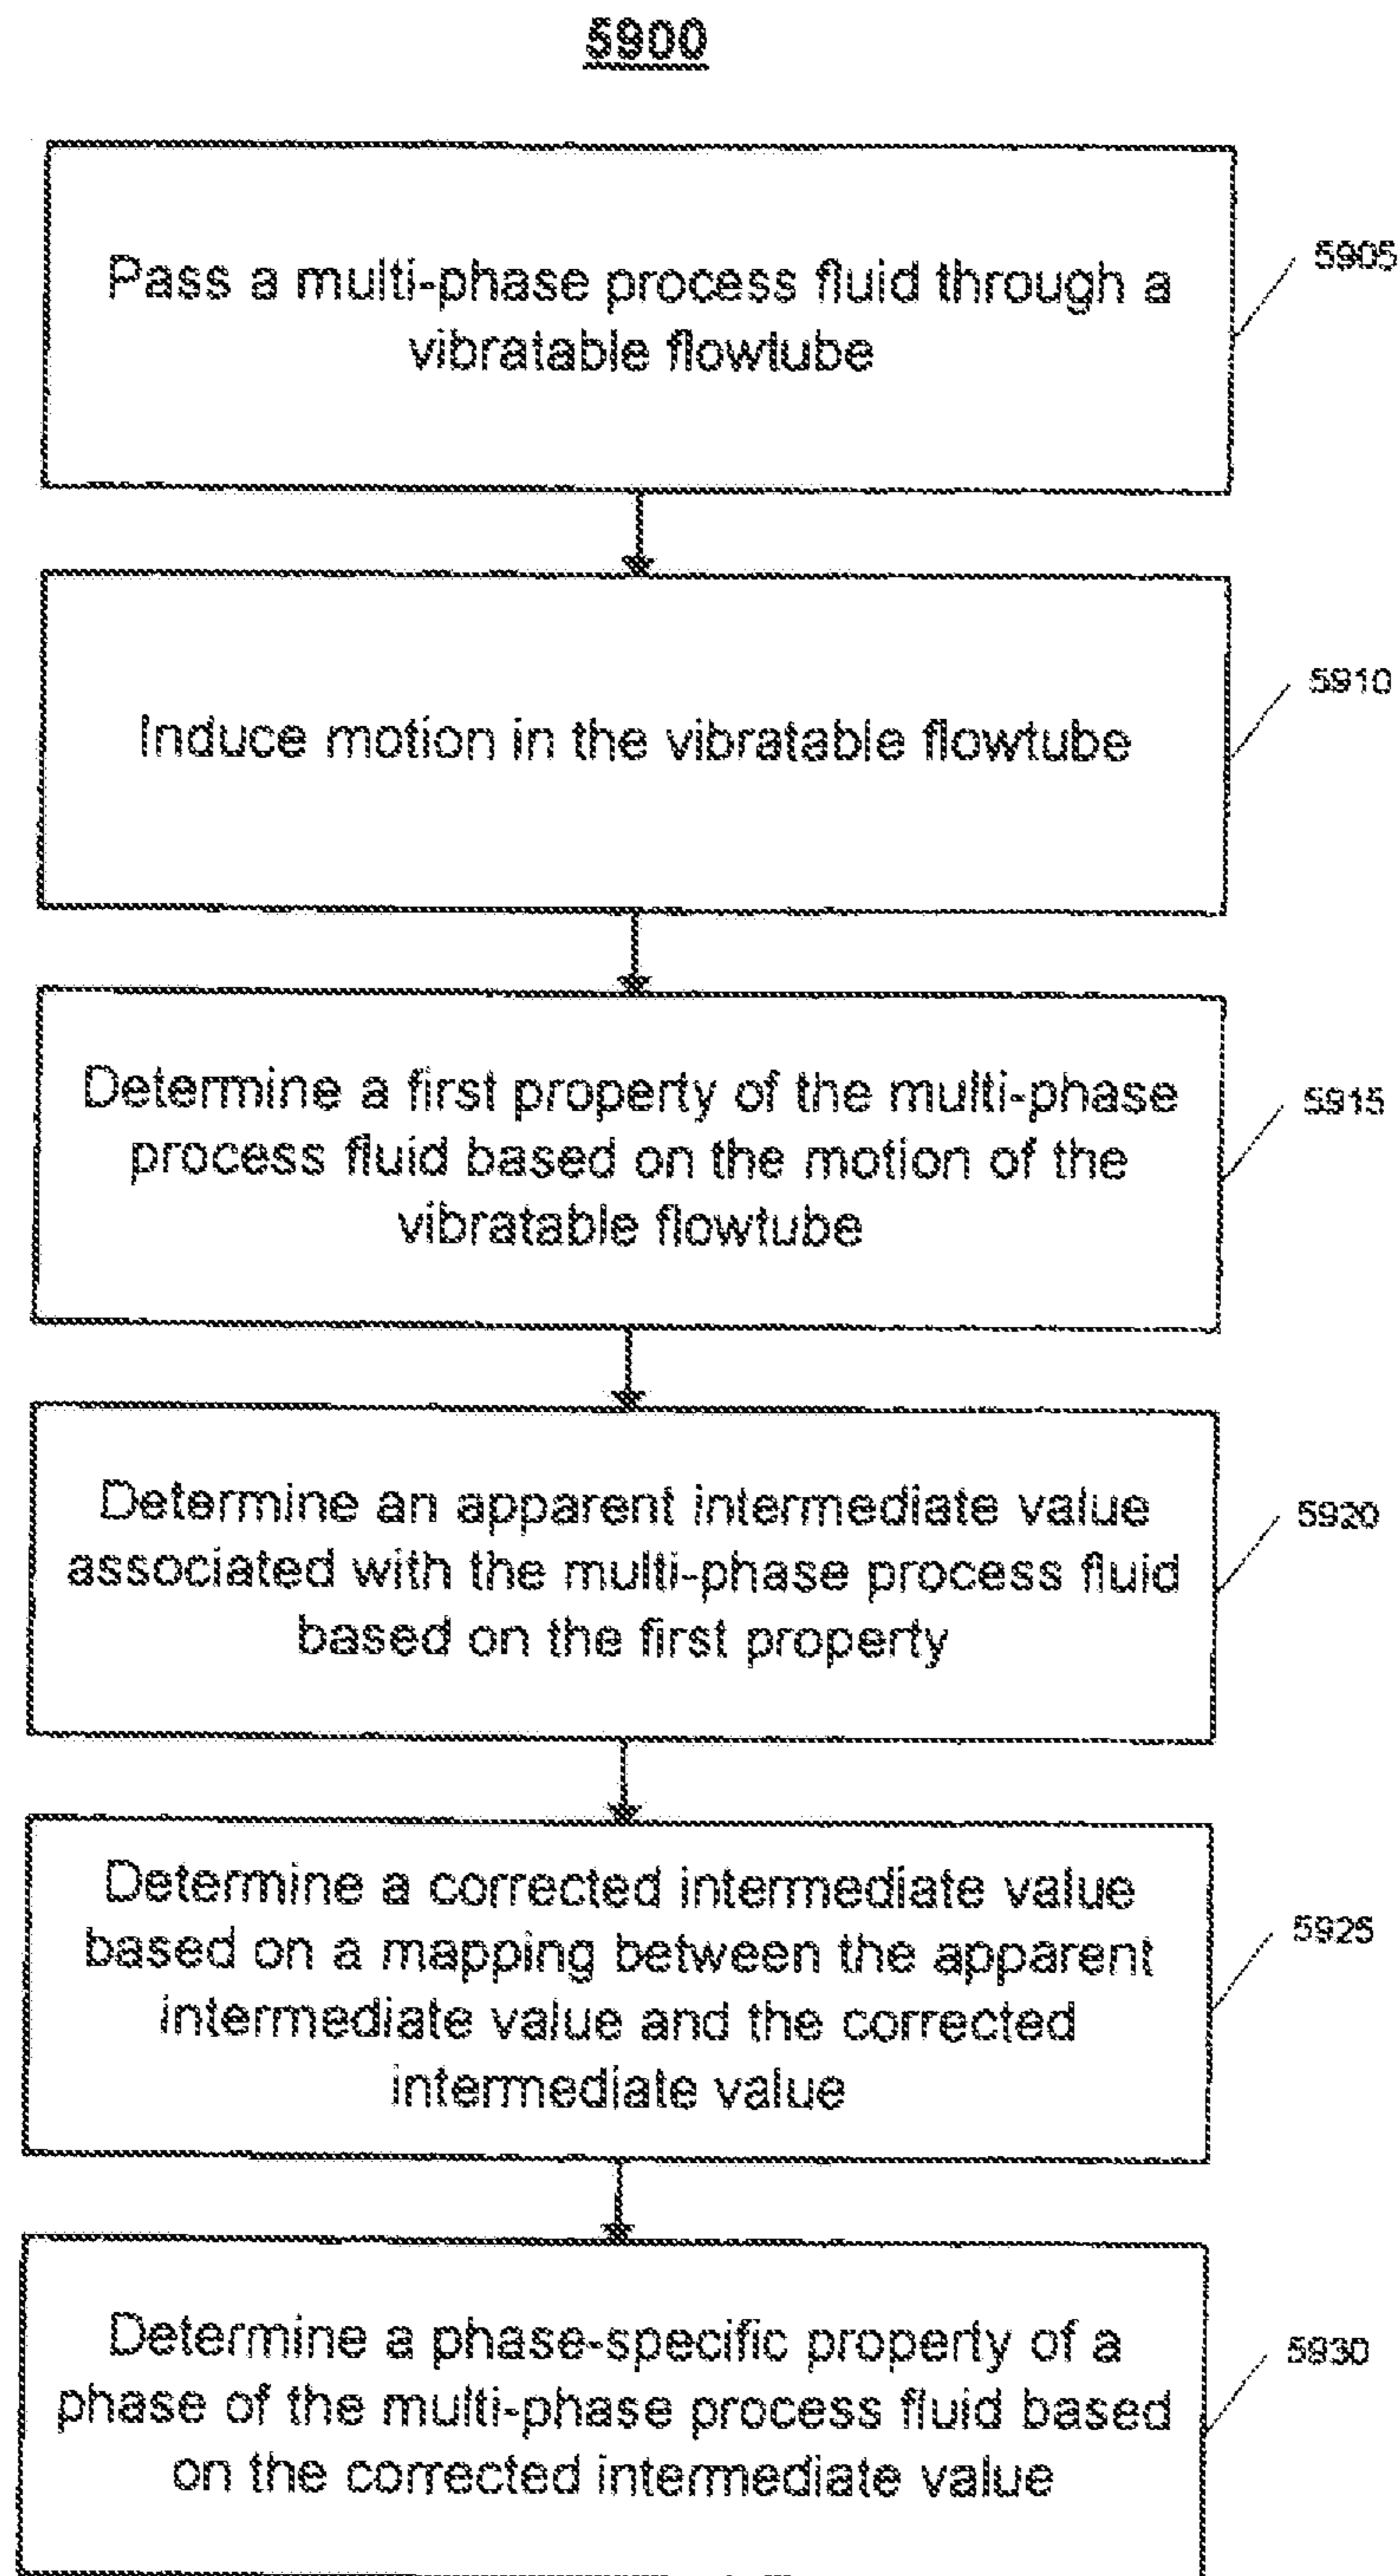 5900
Pass a multi-phase process fluid through a
vibratable flowtube
5905
Induce motion in the vibratable flowtube
5910
Determine a first property of the multi-phase
process fluid based on the motion of the
vibratable flowtube
5915
Determine an apparent intermediate value
associated with the multi-phase process fluid
based on the first property
5920
Determine a corrected intermediate value
based on a mapping between the apparent
intermediate value and the corrected
intermediate value
5925
Determine a phase-specific property of a
phase of the multi-phase process fluid based
on the corrected intermediate value
5930